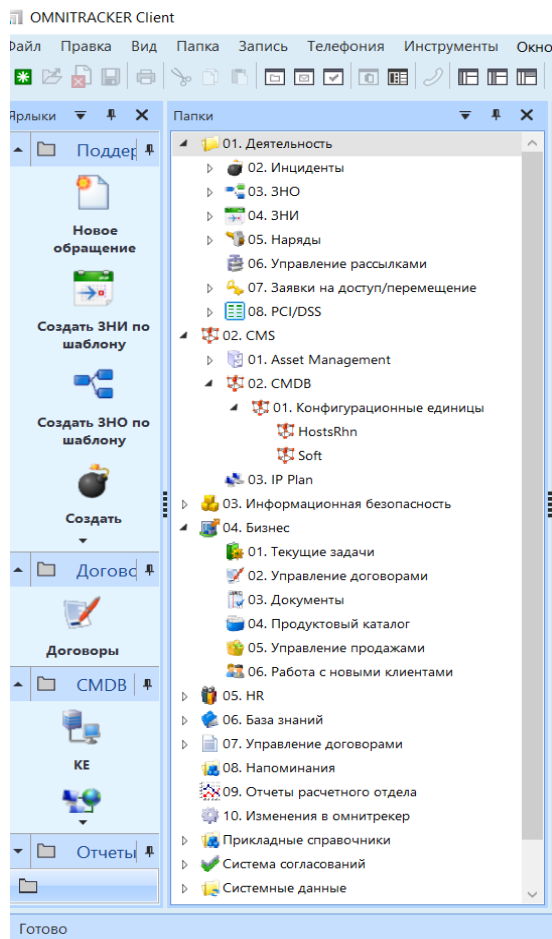 OMNITRACKER Client
Файл Правка Вид Папка Запись Телефония Инструменты Окно
Ярлыки
Поддер
Новое
обращение
Создать ЗНИ по
шаблону
Создать ЗНО по
шаблону
Создать
Догово
Договоры
CMDB
КЕ
Отчеты
Папки
01. Деятельность
02. Инциденты
03. ЗНО
04. ЗНИ
05. Наряды
06. Управление рассылками
07. Заявки на доступ/перемещение
08. PCI/DSS
02. CMS
01. Asset Management
02. CMDB
01. Конфигурационные единицы
HostsRhn
Soft
03. IP Plan
03. Информационная безопасность
04. Бизнес
01. Текущие задачи
02. Управление договорами
03. Документы
04. Продуктовый каталог
05. Управление продажами
06. Работа с новыми клиентами
05. HR
06. База знаний
07. Управление договорами
08. Напоминания
09. Отчеты расчетного отдела
10. Изменения в омнитрекер
Прикладные справочники
Система согласований
Системные данные
Готово